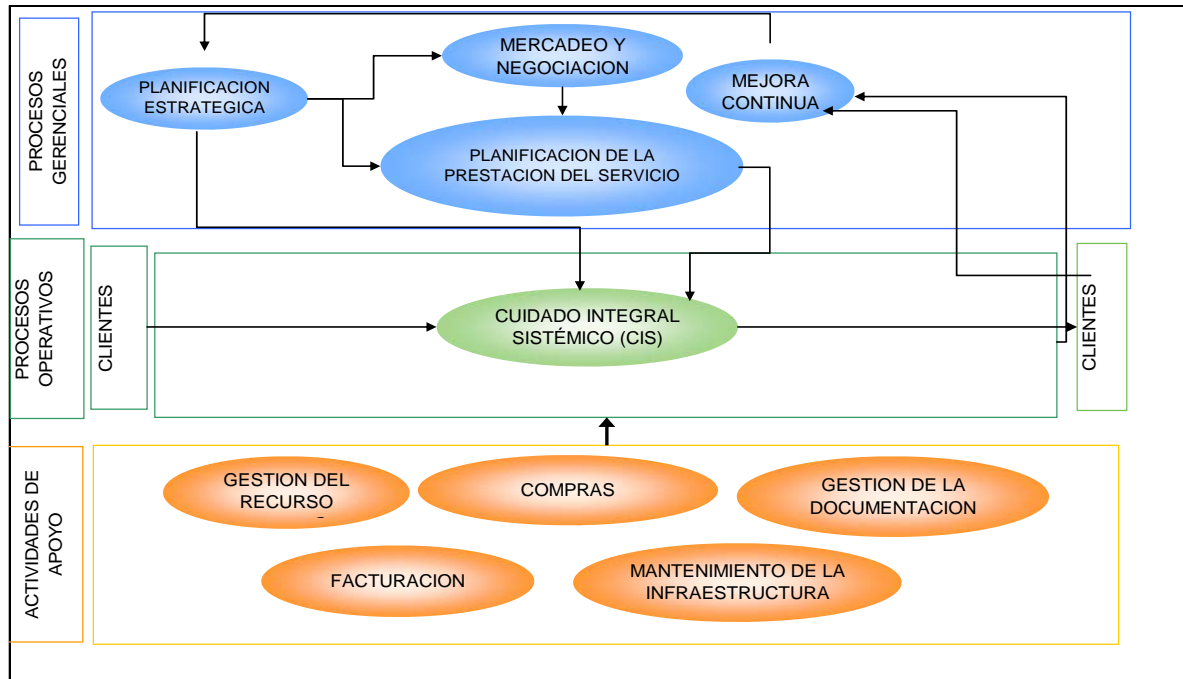 PROCESOS
GERENCIALES
PLANIFICACION
ESTRATEGICA
MERCADEO Y
NEGOCIACION
MEJORA
CONTINUA
PLANIFICACION DE LA
PRESTACION DEL SERVICIO
PROCESOS
OPERATIVOS
CLIENTES
CUIDADO INTEGRAL
SISTÉMICO (CIS)
CLIENTES
ACTIVIDADES DE
APOYO
GESTION DEL
RECURSO
COMPRAS
GESTION DE LA
DOCUMENTACION
FACTURACION
MANTENIMIENTO DE LA
INFRAESTRUCTURA